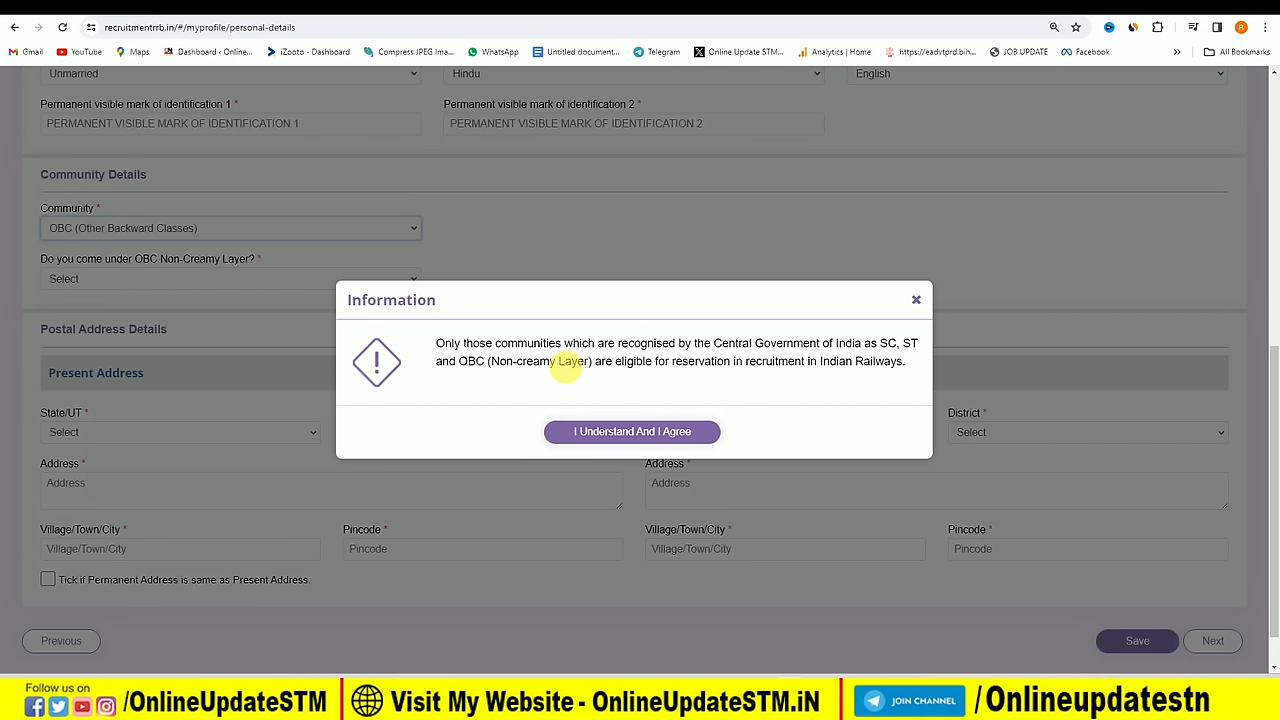 recruitmentrrb.in/#/myprofile/personal-details
Gmail YouTube Maps Dashboard ‹ Online... iZooto - Dashboard Compress JPEG Ima... WhatsApp Untitled document... Telegram Online Update STM... Analytics | Home https://eadvtprd.bih... JOB UPDATE Facebook » All Bookmarks
Unmarried Hindu English
Permanent visible mark of identification 1 * Permanent visible mark of identification 2 *
PERMANENT VISIBLE MARK OF IDENTIFICATION 1 PERMANENT VISIBLE MARK OF IDENTIFICATION 2
Community Details
Community *
OBC (Other Backward Classes)
Do you come under OBC Non-Creamy Layer? *
Select
Information
Only those communities which are recognised by the Central Government of India as SC, ST
and OBC (Non-creamy Layer) are eligible for reservation in recruitment in Indian Railways.
I Understand And I Agree
Postal Address Details
Present Address
State/UT * District *
Select Select
Address * Address *
Address Address
Village/Town/City * Pincode * Village/Town/City * Pincode *
Village/Town/City Pincode Village/Town/City Pincode
Tick if Permanent Address is same as Present Address.
Previous Save Next
Follow us on
/OnlineUpdateSTM Visit My Website - OnlineUpdateSTM.iN JOIN CHANNEL /Onlineupdatestn